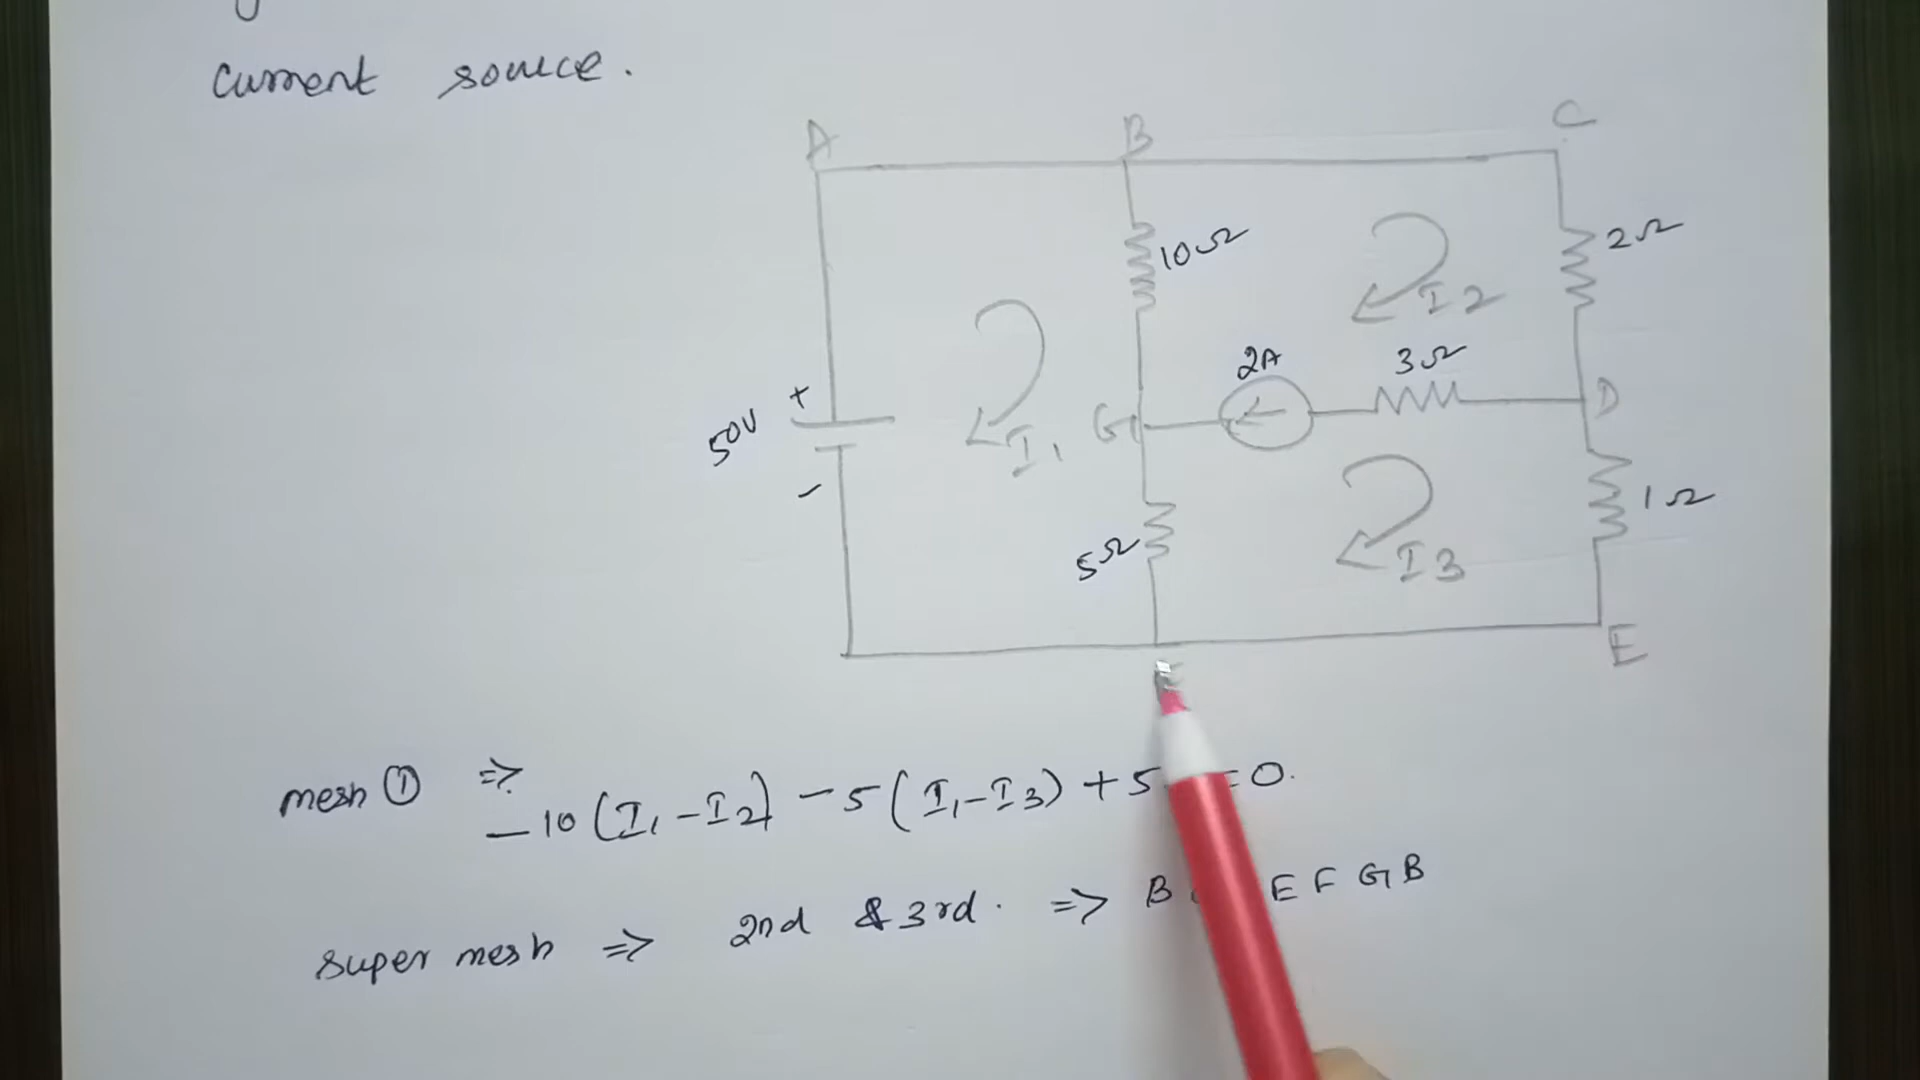 current source.
A B C
10Ω 2Ω
I2
2A 3Ω
+ 50V - I1 G D
5Ω I3 1Ω
E
mesh ① ⇒ -10(I1-I2) -5(I1-I3)+5 =0.
super mesh ⇒ 2nd & 3rd. ⇒ B E F G B